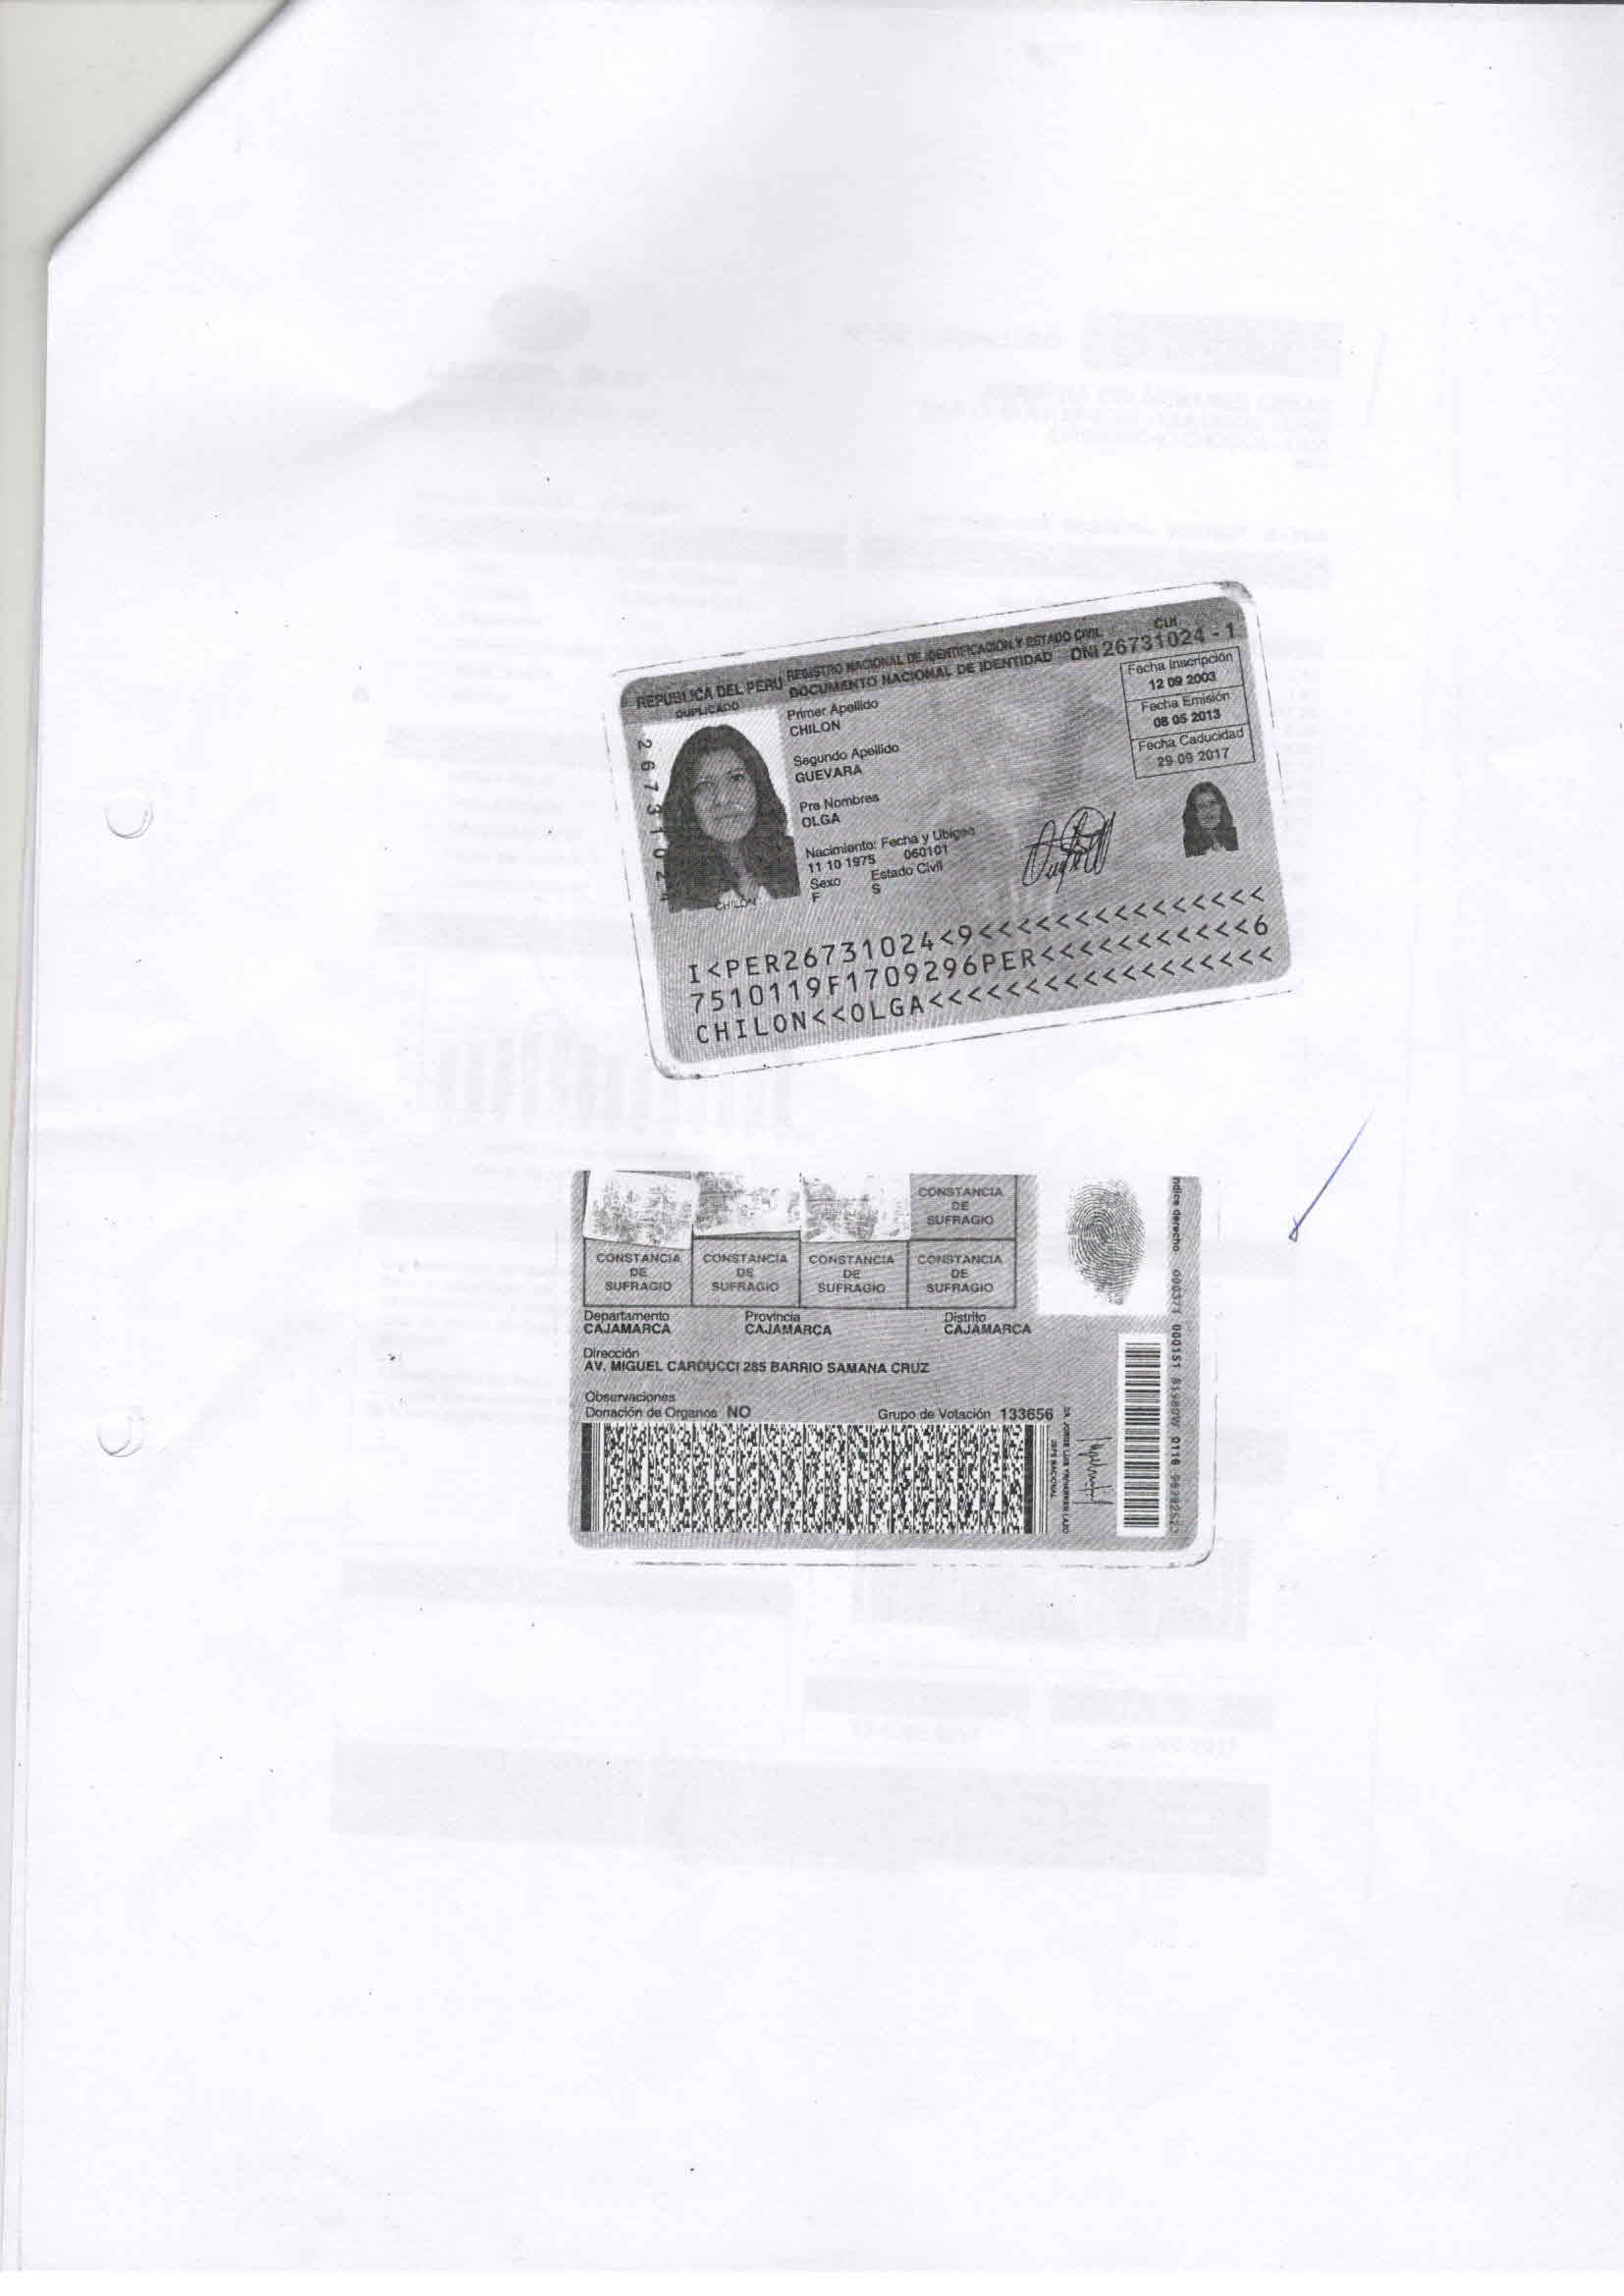 REPUBLICA DEL PERU REGISTRO NACIONAL DE IDENTIFICACION Y ESTADO CIVIL CUI
DUPLICADO DOCUMENTO NACIONAL DE IDENTIDAD DNI 26731024 - 1
Fecha Inscripción
12 09 2003
Fecha Emisión
08 05 2013
Fecha Caducidad
29 09 2017
26731024
Primer Apellido
CHILON
Segundo Apellido
GUEVARA
Pre Nombres
OLGA
Nacimiento: Fecha y Ubigeo
11 10 1975 060101
Sexo Estado Civil
F S
CHILON
I<PER26731024<9<<<<<<<<<<<<<<<
7510119F1709296PER<<<<<<<<<<<6
CHILON<<OLGA<<<<<<<<<<<<<<<<<<
CONSTANCIA
DE
SUFRAGIO
CONSTANCIA
DE
SUFRAGIO
CONSTANCIA
DE
SUFRAGIO
CONSTANCIA
DE
SUFRAGIO
CONSTANCIA
DE
SUFRAGIO
Departamento Provincia Distrito
CAJAMARCA CAJAMARCA CAJAMARCA
Dirección
AV. MIGUEL CARDUCCI 285 BARRIO SAMANA CRUZ
Observaciones
Donación de Organos NO Grupo de Votación 133656
JEFE NACIONAL
derecho 000151 0116